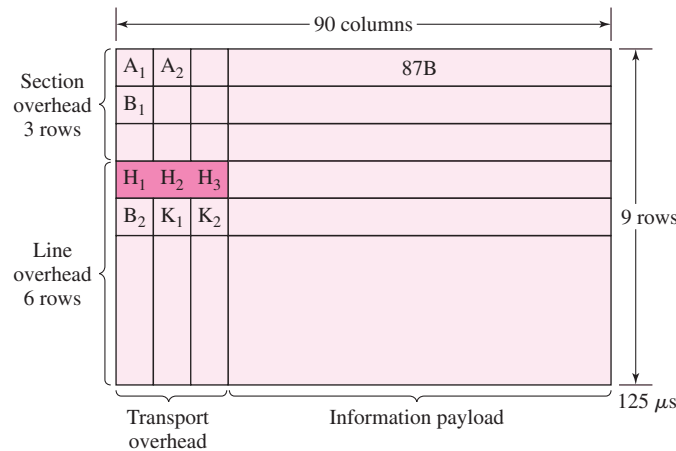 90 columns
A₁ A₂ 87B
Section
overhead
3 rows
B₁
H₁ H₂ H₃
B₂ K₁ K₂
9 rows
Line
overhead
6 rows
125 μs
Transport
overhead
Information payload